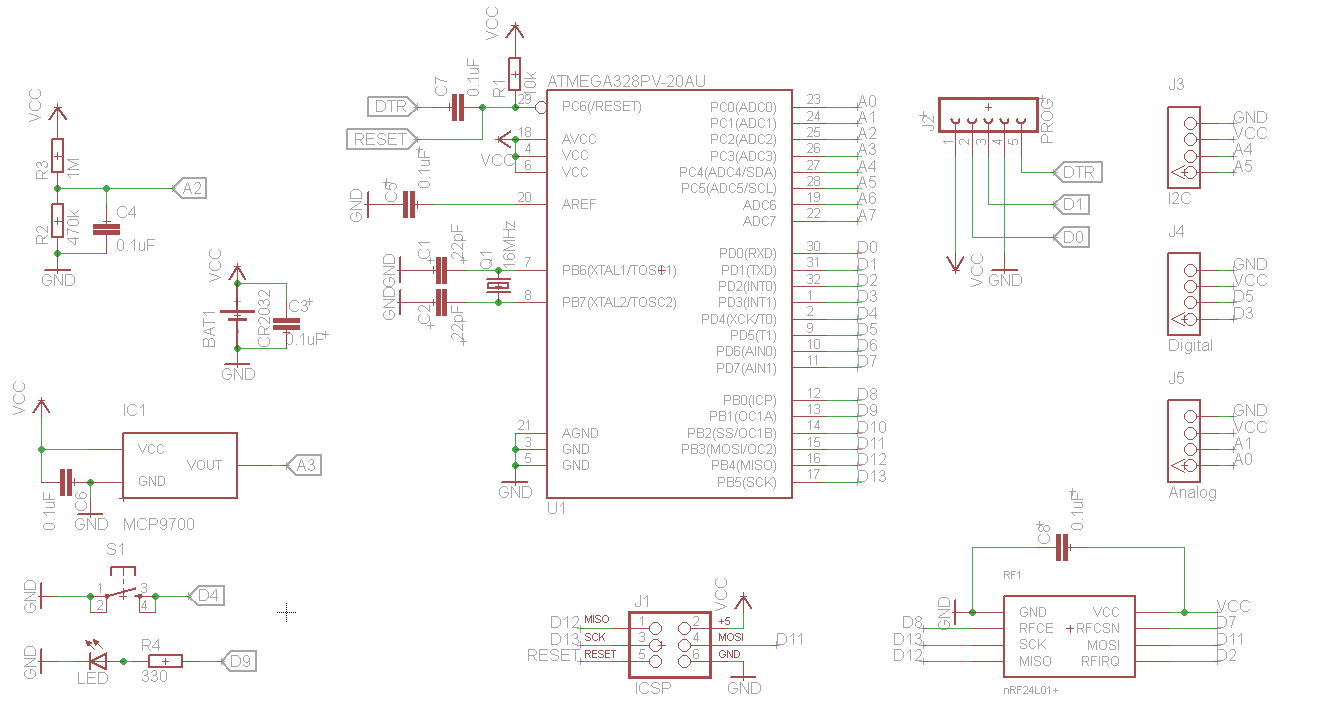 VCC
R3
1M
A2
R2
470k
C4
0.1uF
GND
VCC
BAT1
CR2032
C3
0.1uF
GND
VCC
IC1
VCC
GND
VOUT
A3
0.1uF
C6
GND
MCP9700
S1
GND
1
2
3
4
D4
GND
LED
R4
330
D9
VCC
R1
10k
C7
0.1uF
DTR
RESET
VCC
GND
C5
0.1uF
GND
C1
22pF
Q1
16MHz
GND
C2
22pF
GND
ATMEGA328PV-20AU
29 PC6(/RESET)
18 AVCC
4 VCC
6 VCC
20 AREF
7 PB6(XTAL1/TOSC1)
8 PB7(XTAL2/TOSC2)
21 AGND
3 GND
5 GND
PC0(ADC0) 23 A0
PC1(ADC1) 24 A1
PC2(ADC2) 25 A2
PC3(ADC3) 26 A3
PC4(ADC4/SDA) 27 A4
PC5(ADC5/SCL) 28 A5
ADC6 19 A6
ADC7 22 A7
PD0(RXD) 30 D0
PD1(TXD) 31 D1
PD2(INT0) 32 D2
PD3(INT1) 1 D3
PD4(XCK/T0) 2 D4
PD5(T1) 9 D5
PD6(AIN0) 10 D6
PD7(AIN1) 11 D7
PB0(ICP) 12 D8
PB1(OC1A) 13 D9
PB2(SS/OC1B) 14 D10
PB3(MOSI/OC2) 15 D11
PB4(MISO) 16 D12
PB5(SCK) 17 D13
U1
J2
PROG
1
2
3
4
5
DTR
D1
D0
VCC
GND
J3
GND
VCC
A4
A5
I2C
J4
GND
VCC
D5
D3
Digital
J5
GND
VCC
A1
A0
Analog
J1
VCC
D12 MISO 1 2 +5
D13 SCK 3 4 MOSI D11
RESET RESET 5 6 GND
ICSP
GND
C8
0.1uF
RF1
GND
GND VCC VCC
D8 RFCE RFCSN D7
D13 SCK MOSI D11
D12 MISO RFIRQ D2
nRF24L01+